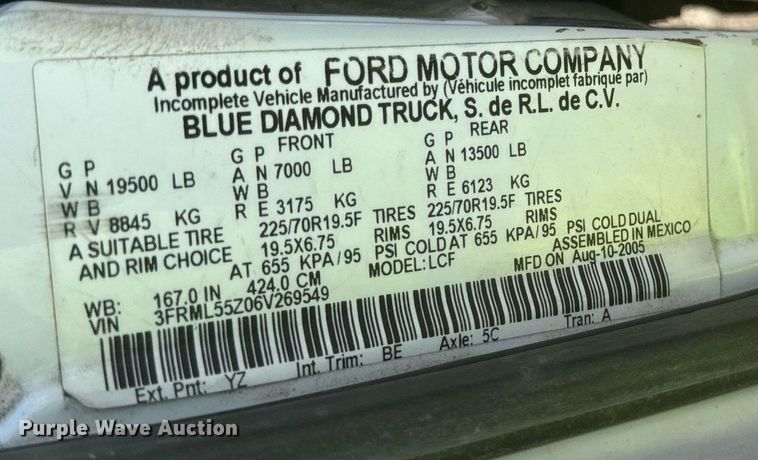 A product of FORD MOTOR COMPANY
Incomplete Vehicle Manufactured by (Véhicule incomplet fabriqué par)
BLUE DIAMOND TRUCK, S. de R.L. de C.V.
FRONT REAR
G P G P G P
V N 19500 LB A N 7000 LB A N 13500 LB
W B W B W B
R V 8845 KG R E 3175 KG R E 6123 KG
A SUITABLE TIRE 225/70R19.5F TIRES 225/70R19.5F TIRES
AND RIM CHOICE 19.5X6.75 RIMS 19.5X6.75 RIMS
AT 655 KPA/95 PSI COLD AT 655 KPA/95 PSI COLD DUAL
WB: 167.0 IN 424.0 CM MODEL:LCF ASSEMBLED IN MEXICO
VIN 3FRML55Z06V269549 MFD ON Aug-10-2005
Ext. Pnt: YZ Int. Trim: BE Axle: 5C Tran: A
Purple Wave Auction